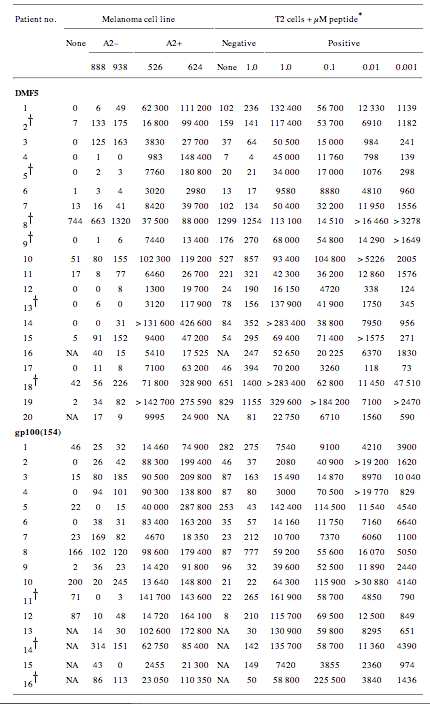 Patient no. Melanoma cell line T2 cells + μM peptide*
None A2− A2+ Negative Positive
888 938 526 624 None 1.0 1.0 0.1 0.01 0.001
DMF5
1 0 6 49 62 300 111 200 102 236 132 400 56 700 12 330 1139
2† 7 133 175 16 800 99 400 159 141 117 400 53 700 6910 1182
3 0 125 163 3830 27 700 37 64 50 500 15 000 984 241
4 0 1 0 983 148 400 7 4 45 000 11 760 798 139
5† 0 2 3 7760 180 800 20 21 34 000 17 000 1076 298
6 1 3 4 3020 2980 13 17 9580 8880 4810 960
7 13 16 41 8420 39 700 102 134 50 400 32 200 11 950 1556
8† 744 663 1320 37 500 88 000 1299 1254 113 100 14 510 >16 460 >3278
9† 0 1 6 7440 13 400 176 270 68 000 54 800 14 290 >1649
10 51 80 155 102 300 119 200 527 857 93 400 104 800 >5226 2005
11 17 8 77 6460 26 700 221 321 42 300 36 200 12 860 1576
12 0 0 8 1300 19 700 24 190 16 150 4720 338 124
13† 0 6 0 3120 117 900 78 156 137 900 41 900 1750 345
14 0 0 31 >131 600 426 600 84 352 >283 400 38 800 7950 956
15 5 91 152 9400 47 200 54 295 69 400 71 400 >1575 271
16 NA 40 15 5410 17 525 NA 247 52 650 20 225 6370 1830
17 0 11 8 7100 63 200 42 107 40 100 3260 118 73
18† 42 56 226 71 800 328 900 651 1400 >283 400 62 800 11 450 47 510
19 2 34 82 >142 700 275 590 829 1155 329 600 >184 200 7100 >2470
20 NA 17 9 9995 24 900 NA 81 22 750 6710 1560 590
gp100(154)
1 46 25 32 14 460 74 900 282 275 7540 9100 4210 3900
2 0 26 42 88 300 199 400 46 37 2080 40 900 >19 200 1620
3 15 80 185 90 500 209 800 87 163 15 490 14 870 8970 10 040
4 0 94 101 90 300 138 800 87 80 3000 70 500 >19 770 829
5 22 0 15 40 000 287 800 253 43 142 400 114 500 11 540 4540
6 0 38 31 83 400 163 200 35 57 14 160 11 750 7160 6640
7 23 169 82 4670 18 350 23 212 10 700 7370 6060 1100
8 166 102 120 98 600 179 400 87 777 59 200 55 600 16 070 5050
9 2 36 23 14 420 91 800 96 32 39 600 52 500 11 890 2440
10 200 20 245 13 640 148 800 21 22 64 300 115 900 >30 880 4140
11† 71 0 3 141 700 143 600 22 265 161 900 58 700 4850 790
12 87 10 48 14 720 164 100 8 210 115 700 69 500 12 500 849
13 NA 14 30 102 600 172 800 NA 30 130 900 59 800 8295 651
14† NA 314 151 62 750 85 400 NA 142 135 700 58 700 11 360 4390
15 NA 43 0 2455 21 300 NA 149 7420 3855 2360 974
16† NA 86 113 23 050 110 350 NA 50 58 800 225 500 3840 1436